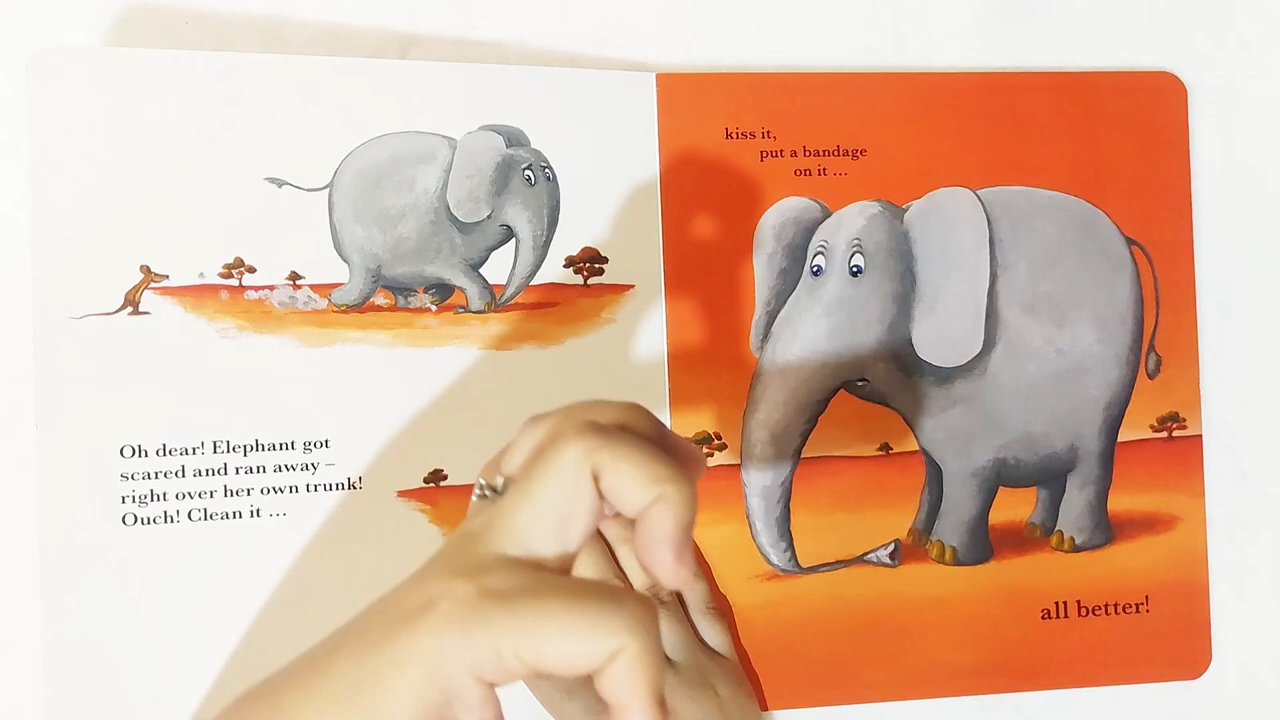 Oh dear! Elephant got
scared and ran away –
right over her own trunk!
Ouch! Clean it ...
kiss it,
put a bandage
on it ...
all better!